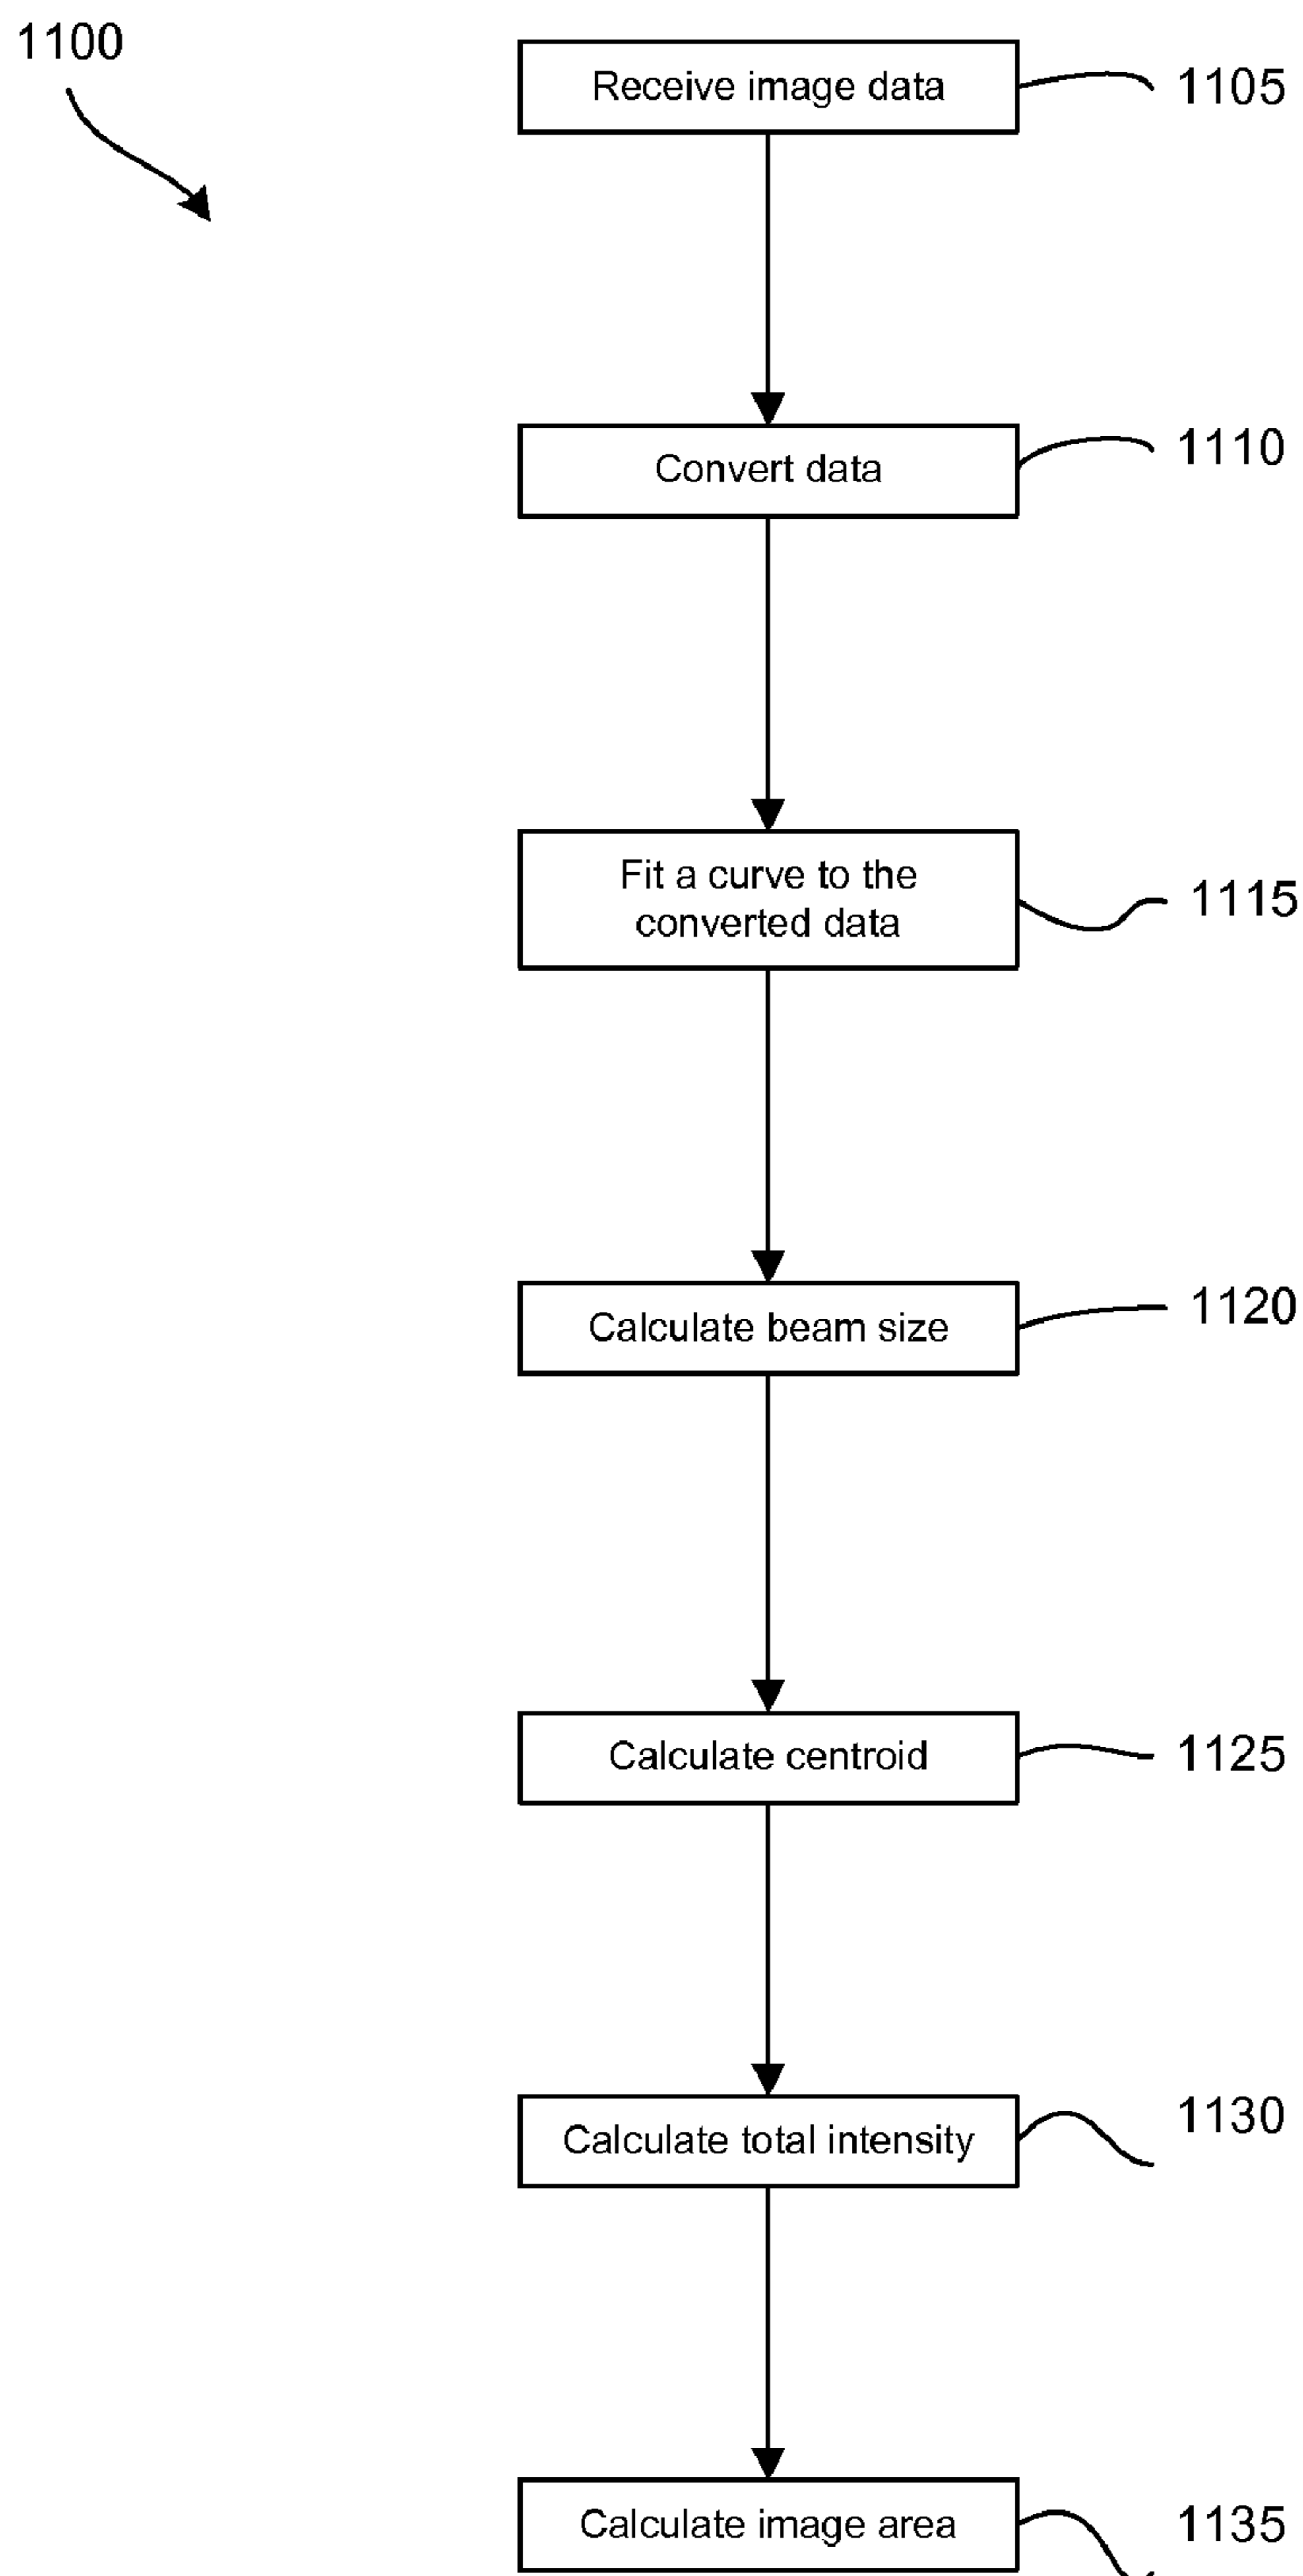 1100
Receive image data
1105
Convert data
1110
Fit a curve to the
converted data
1115
Calculate beam size
1120
Calculate centroid
1125
Calculate total intensity
1130
Calculate image area
1135